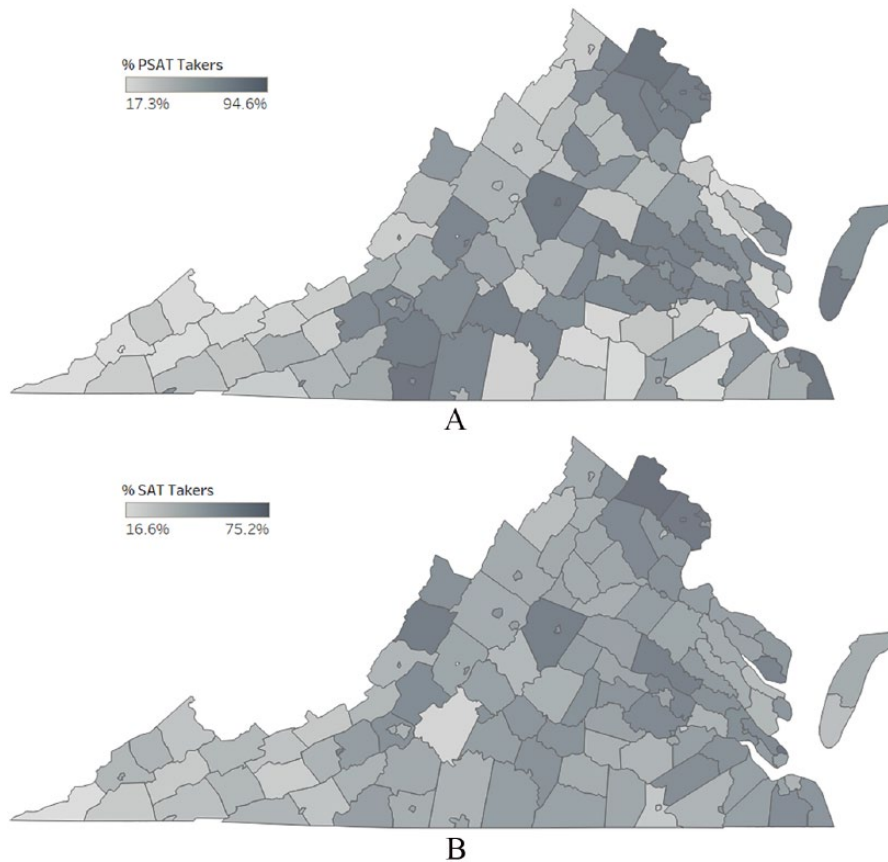 % PSAT Takers
17.3% 94.6%
A
% SAT Takers
16.6% 75.2%
B